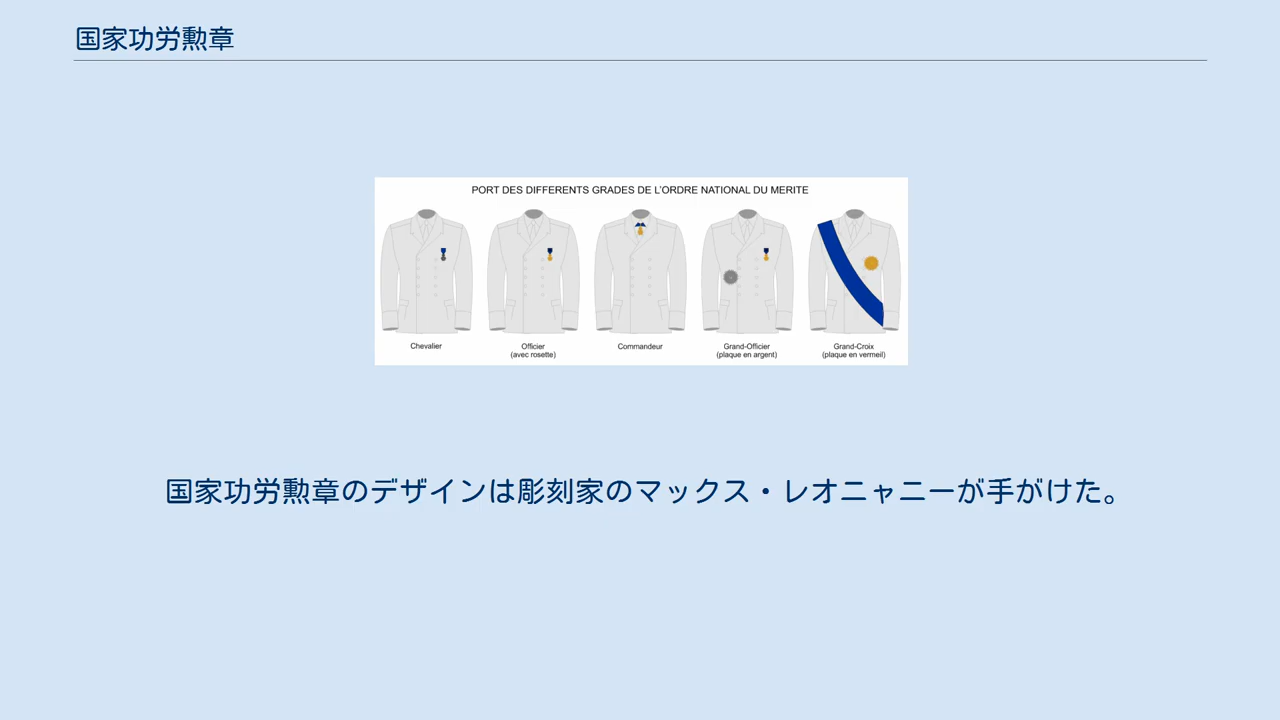 国家功労勲章
PORT DES DIFFERENTS GRADES DE L'ORDRE NATIONAL DU MERITE
Chevalier
Officier
(avec rosette)
Commandeur
Grand-Officier
(plaque en argent)
Grand-Croix
(plaque en vermeil)
国家功労勲章のデザインは彫刻家のマックス・レオニャニーが手がけた。